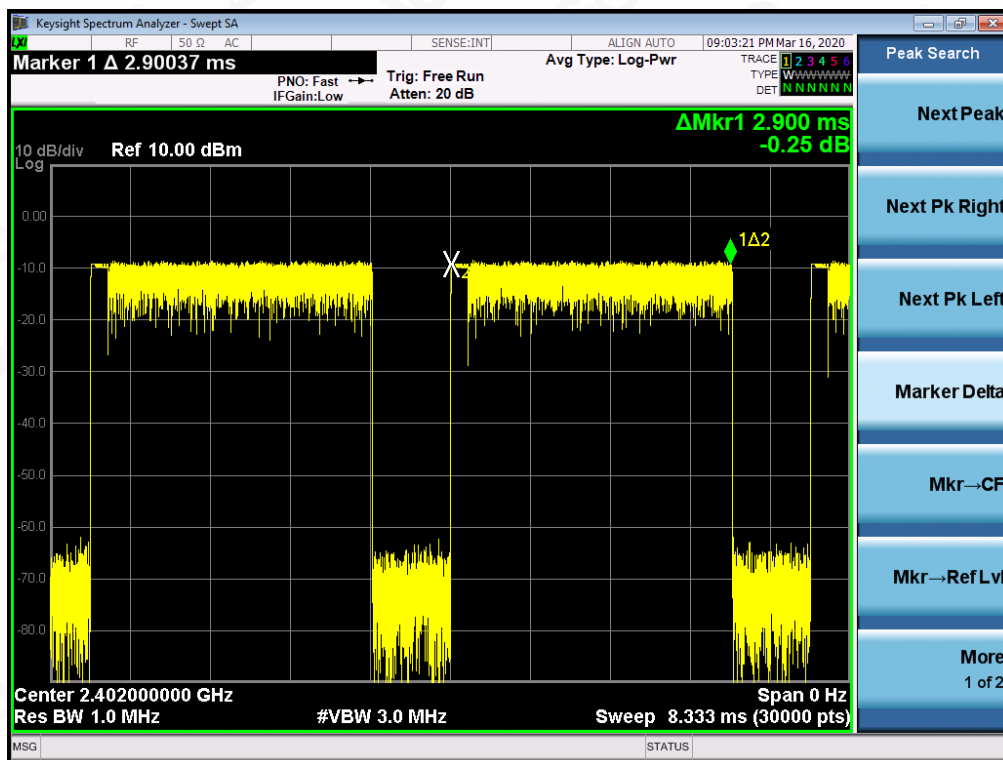 Keysight Spectrum Analyzer - Swept SA
LXI RF 50 Ω AC SENSE:INT ALIGN AUTO 09:03:21 PM Mar 16, 2020
Marker 1 Δ 2.90037 ms
PNO: Fast
IFGain:Low
Trig: Free Run
Atten: 20 dB
Avg Type: Log-Pwr
TRACE 1 2 3 4 5 6
TYPE W WWWWW
DET N N N N N N
ΔMkr1 2.900 ms
-0.25 dB
10 dB/div Ref 10.00 dBm
Log
0.00
-10.0
-20.0
-30.0
-40.0
-50.0
-60.0
-70.0
-80.0
X2
1Δ2
Center 2.402000000 GHz Span 0 Hz
Res BW 1.0 MHz #VBW 3.0 MHz Sweep 8.333 ms (30000 pts)
MSG STATUS
Peak Search
Next Peak
Next Pk Right
Next Pk Left
Marker Delta
Mkr→CF
Mkr→Ref Lvl
More
1 of 2